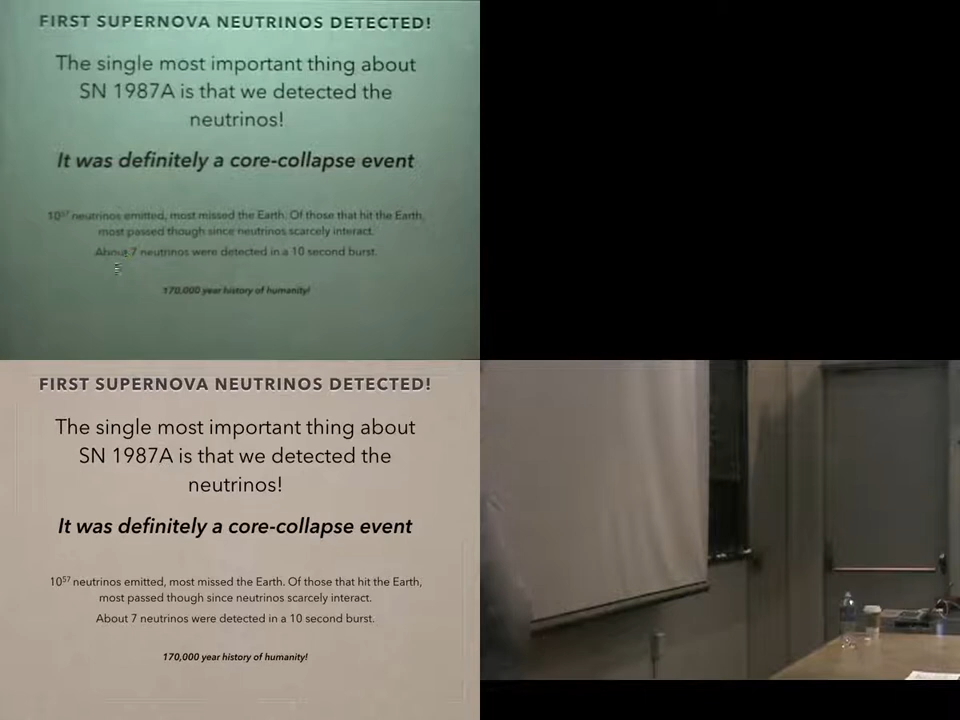 FIRST SUPERNOVA NEUTRINOS DETECTED!
The single most important thing about
SN 1987A is that we detected the
neutrinos!
It was definitely a core-collapse event
10⁵⁷ neutrinos emitted, most missed the Earth. Of those that hit the Earth,
most passed though since neutrinos scarcely interact.
About 7 neutrinos were detected in a 10 second burst.
170,000 year history of humanity!
FIRST SUPERNOVA NEUTRINOS DETECTED!
The single most important thing about
SN 1987A is that we detected the
neutrinos!
It was definitely a core-collapse event
10⁵⁷ neutrinos emitted, most missed the Earth. Of those that hit the Earth,
most passed though since neutrinos scarcely interact.
About 7 neutrinos were detected in a 10 second burst.
170,000 year history of humanity!